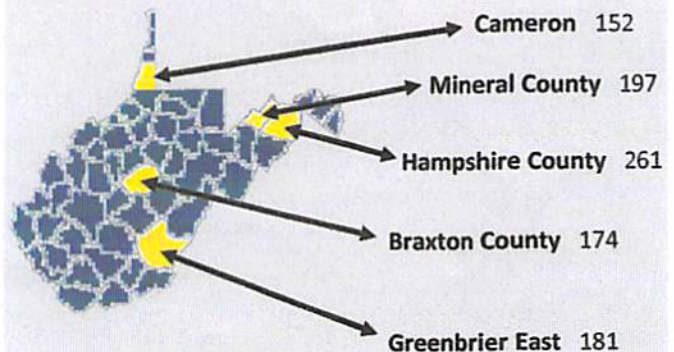 Cameron 152
Mineral County 197
Hampshire County 261
Braxton County 174
Greenbrier East 181